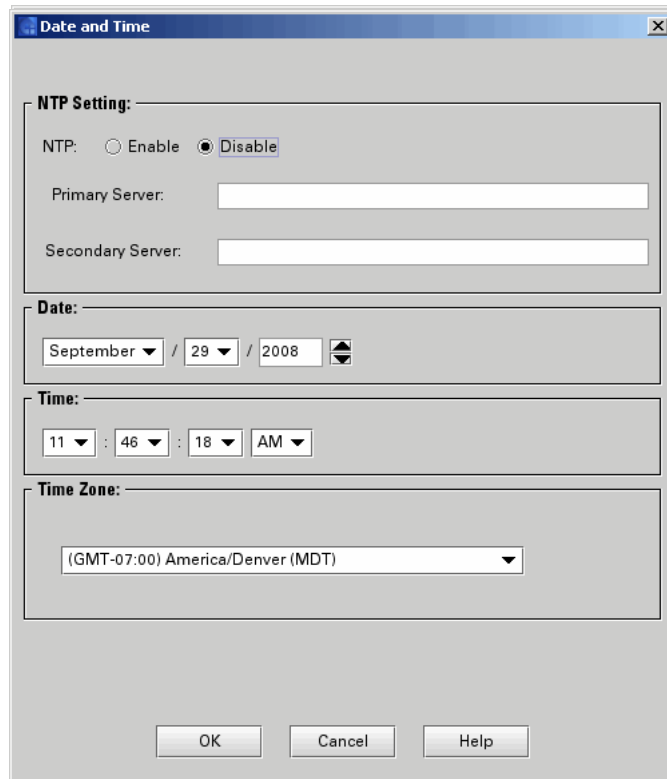 Date and Time
NTP Setting:
NTP: Enable Disable
Primary Server:
Secondary Server:
Date:
September / 29 / 2008
Time:
11 : 46 : 18 AM
Time Zone:
(GMT-07:00) America/Denver (MDT)
OK Cancel Help